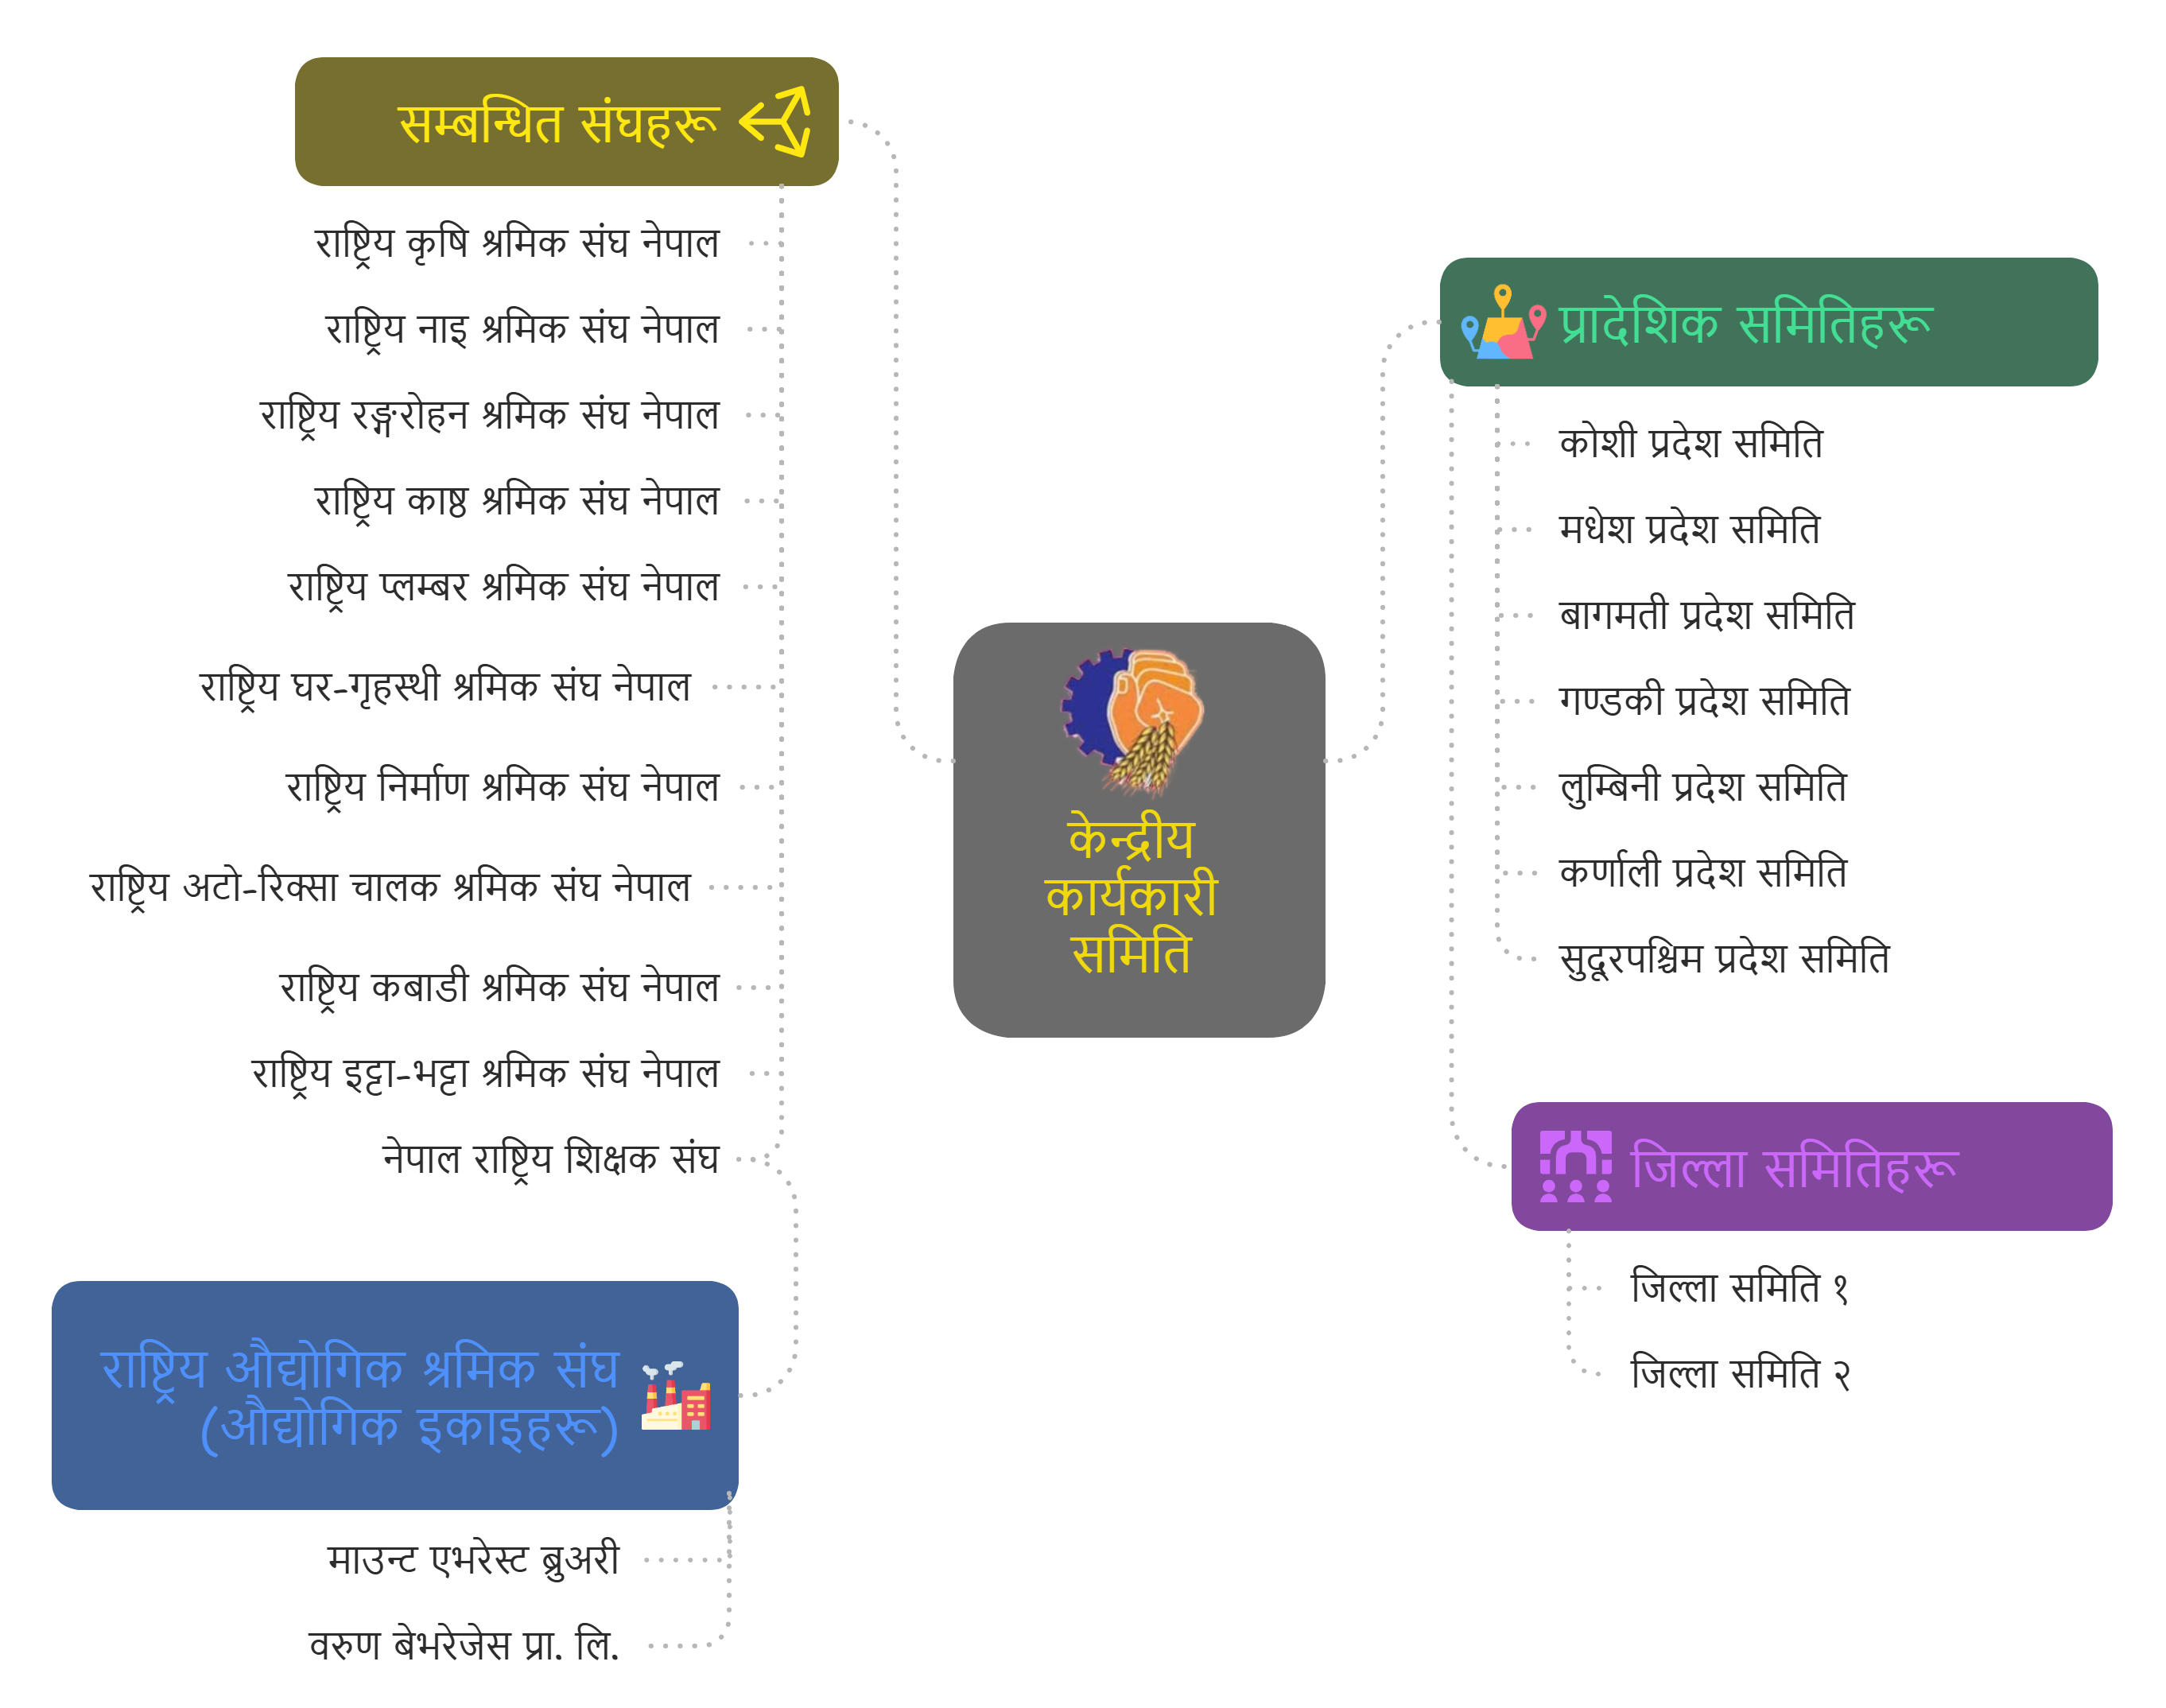 सम्बन्धित संघहरू
राष्ट्रिय कृषि श्रमिक संघ नेपाल
राष्ट्रिय नाइ श्रमिक संघ नेपाल
राष्ट्रिय रङ्गरोहन श्रमिक संघ नेपाल
राष्ट्रिय काष्ठ श्रमिक संघ नेपाल
राष्ट्रिय प्लम्बर श्रमिक संघ नेपाल
राष्ट्रिय घर-गृहस्थी श्रमिक संघ नेपाल
राष्ट्रिय निर्माण श्रमिक संघ नेपाल
राष्ट्रिय अटो-रिक्सा चालक श्रमिक संघ नेपाल
राष्ट्रिय कबाडी श्रमिक संघ नेपाल
राष्ट्रिय इट्टा-भट्टा श्रमिक संघ नेपाल
नेपाल राष्ट्रिय शिक्षक संघ
राष्ट्रिय औद्योगिक श्रमिक संघ
(औद्योगिक इकाइहरू)
माउन्ट एभरेस्ट ब्रुअरी
वरुण बेभरेजेस प्रा. लि.
केन्द्रीय
कार्यकारी
समिति
प्रादेशिक समितिहरू
कोशी प्रदेश समिति
मधेश प्रदेश समिति
बागमती प्रदेश समिति
गण्डकी प्रदेश समिति
लुम्बिनी प्रदेश समिति
कर्णाली प्रदेश समिति
सुदूरपश्चिम प्रदेश समिति
जिल्ला समितिहरू
जिल्ला समिति १
जिल्ला समिति २